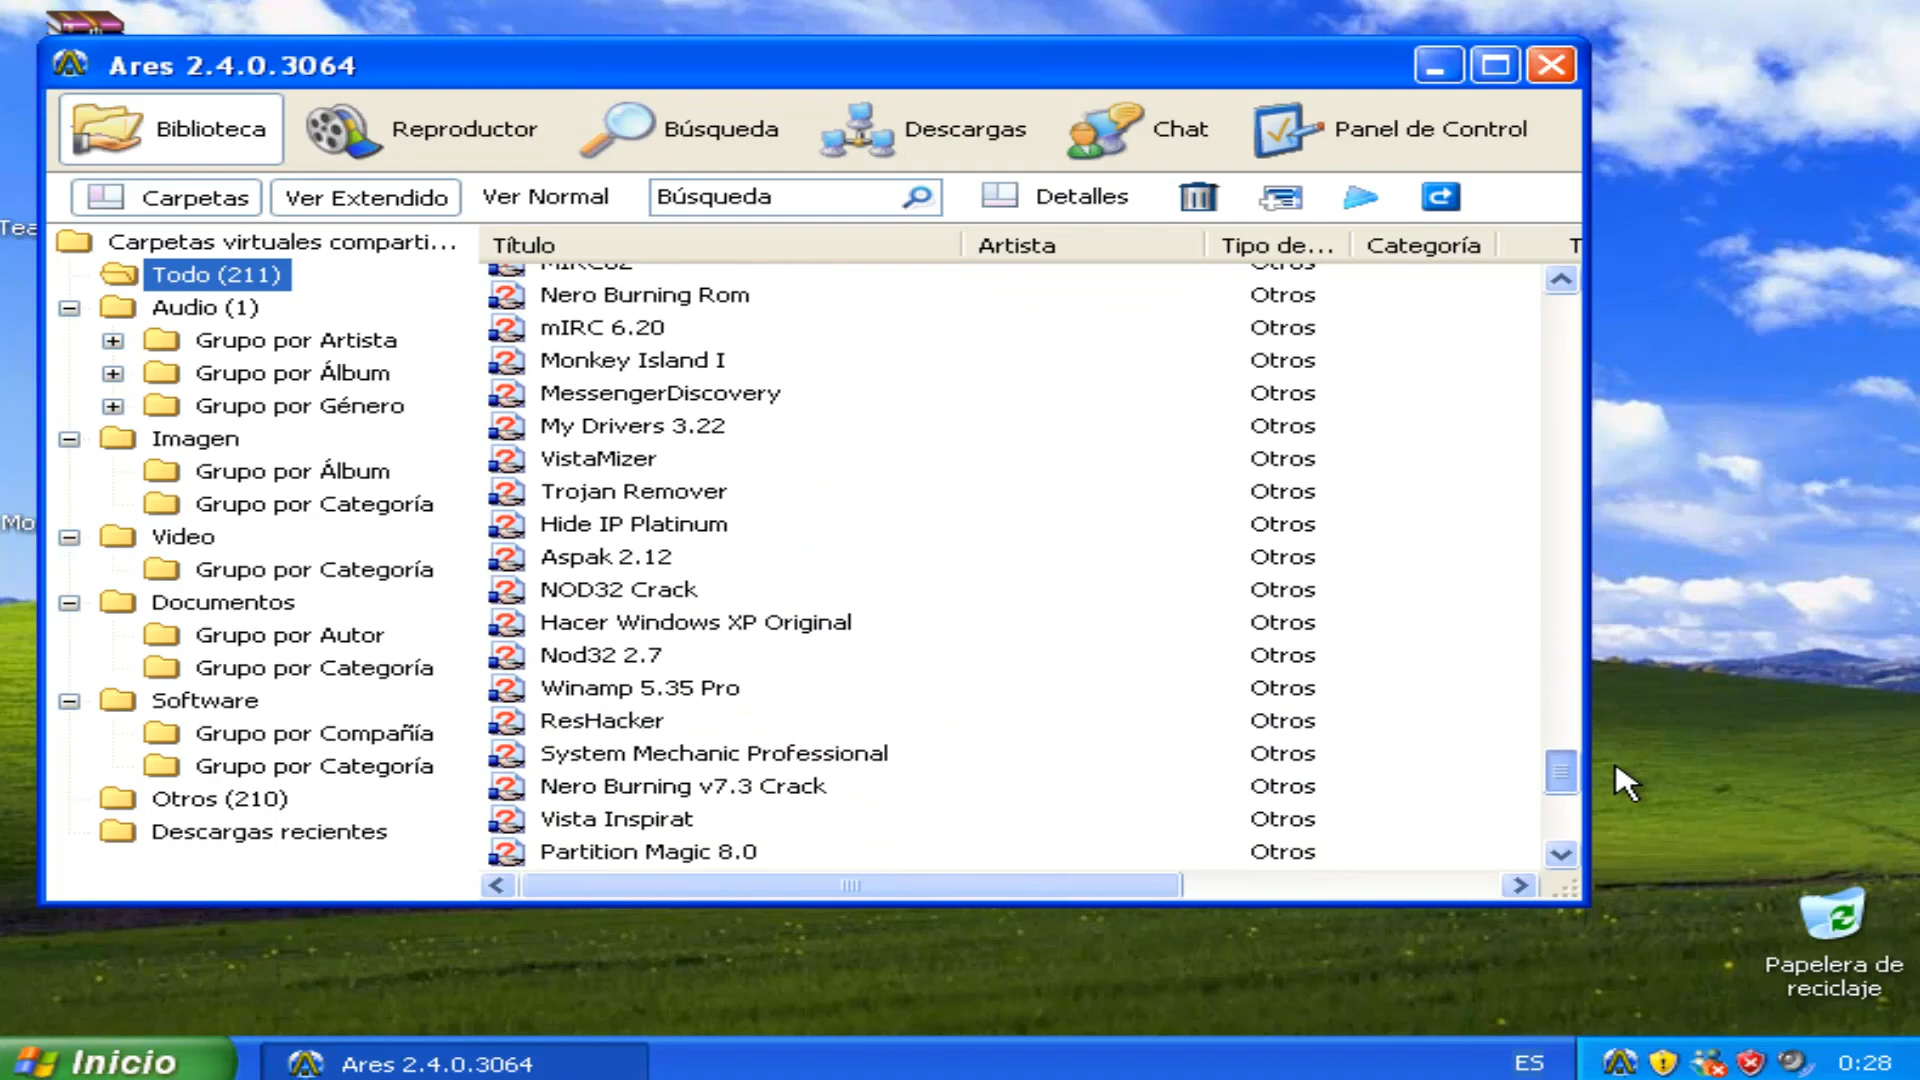 Ares 2.4.0.3064
Biblioteca
Reproductor
Búsqueda
Descargas
Chat
Panel de Control
Carpetas
Ver Extendido
Ver Normal
Búsqueda
Detalles
Carpetas virtuales comparti...
Todo (211)
Audio (1)
Grupo por Artista
Grupo por Álbum
Grupo por Género
Imagen
Grupo por Álbum
Grupo por Categoría
Video
Grupo por Categoría
Documentos
Grupo por Autor
Grupo por Categoría
Software
Grupo por Compañía
Grupo por Categoría
Otros (210)
Descargas recientes
Título Artista Tipo de... Categoría T
Otros
Nero Burning Rom Otros
mIRC 6.20 Otros
Monkey Island I Otros
MessengerDiscovery Otros
My Drivers 3.22 Otros
VistaMizer Otros
Trojan Remover Otros
Hide IP Platinum Otros
Aspak 2.12 Otros
NOD32 Crack Otros
Hacer Windows XP Original Otros
Nod32 2.7 Otros
Winamp 5.35 Pro Otros
ResHacker Otros
System Mechanic Professional Otros
Nero Burning v7.3 Crack Otros
Vista Inspirat Otros
Partition Magic 8.0 Otros
Tea
Mo
Papelera de
reciclaje
Inicio
Ares 2.4.0.3064
ES
0:28